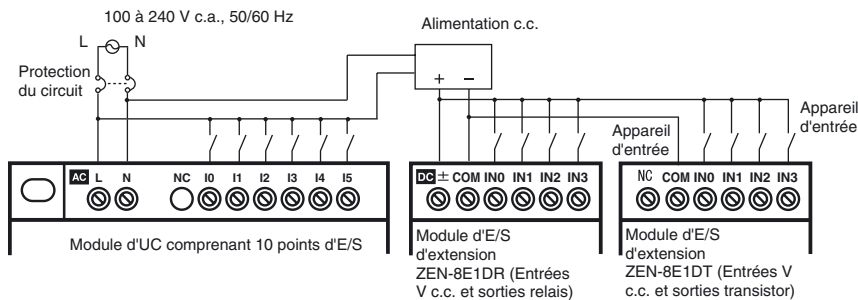 100 à 240 V c.a., 50/60 Hz
Alimentation c.c.
L N
Protection
du circuit
+ −
Appareil
d'entrée
Appareil
d'entrée
AC L N NC I0 I1 I2 I3 I4 I5
DC ± COM IN0 IN1 IN2 IN3
NC COM IN0 IN1 IN2 IN3
Module d'UC comprenant 10 points d'E/S
Module d'E/S
d'extension
ZEN-8E1DR (Entrées
V c.c. et sorties relais)
Module d'E/S
d'extension
ZEN-8E1DT (Entrées V
c.c. et sorties transistor)